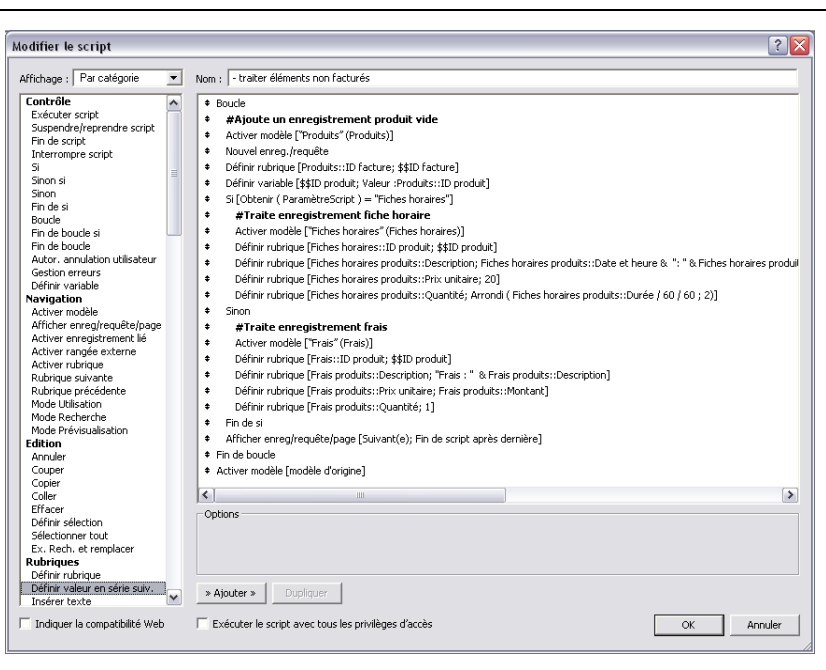 Modifier le script
Affichage : Par catégorie
Nom : - traiter éléments non facturés
Contrôle
Exécuter script
Suspendre/reprendre script
Fin de script
Interrompre script
Si
Sinon si
Sinon
Fin de si
Boucle
Fin de boucle si
Fin de boucle
Autor. annulation utilisateur
Gestion erreurs
Définir variable
Navigation
Activer modèle
Afficher enreg/requête/page
Activer enregistrement lié
Activer rangée externe
Activer rubrique
Rubrique suivante
Rubrique précédente
Mode Utilisation
Mode Recherche
Mode Prévisualisation
Edition
Annuler
Couper
Copier
Coller
Effacer
Définir sélection
Sélectionner tout
Ex. Rech. et remplacer
Rubriques
Définir rubrique
Définir valeur en série suiv.
Insérer texte
Boucle
#Ajoute un enregistrement produit vide
Activer modèle ["Produits" (Produits)]
Nouvel enreg./requête
Définir rubrique [Produits::ID facture; $$ID facture]
Définir variable [$$ID produit; Valeur :Produits::ID produit]
Si [Obtenir ( ParamètreScript ) = "Fiches horaires"]
#Traite enregistrement fiche horaire
Activer modèle ["Fiches horaires" (Fiches horaires)]
Définir rubrique [Fiches horaires::ID produit; $$ID produit]
Définir rubrique [Fiches horaires produits::Description; Fiches horaires produits::Date et heure & ": " & Fiches horaires produi
Définir rubrique [Fiches horaires produits::Prix unitaire; 20]
Définir rubrique [Fiches horaires produits::Quantité; Arrondi ( Fiches horaires produits::Durée / 60 / 60 ; 2)]
Sinon
#Traite enregistrement frais
Activer modèle ["Frais" (Frais)]
Définir rubrique [Frais::ID produit; $$ID produit]
Définir rubrique [Frais produits::Description; "Frais : " & Frais produits::Description]
Définir rubrique [Frais produits::Prix unitaire; Frais produits::Montant]
Définir rubrique [Frais produits::Quantité; 1]
Fin de si
Afficher enreg/requête/page [Suivant(e); Fin de script après dernière]
Fin de boucle
Activer modèle [modèle d'origine]
Options
» Ajouter »
Dupliquer
Indiquer la compatibilité Web
Exécuter le script avec tous les privilèges d'accès
OK
Annuler